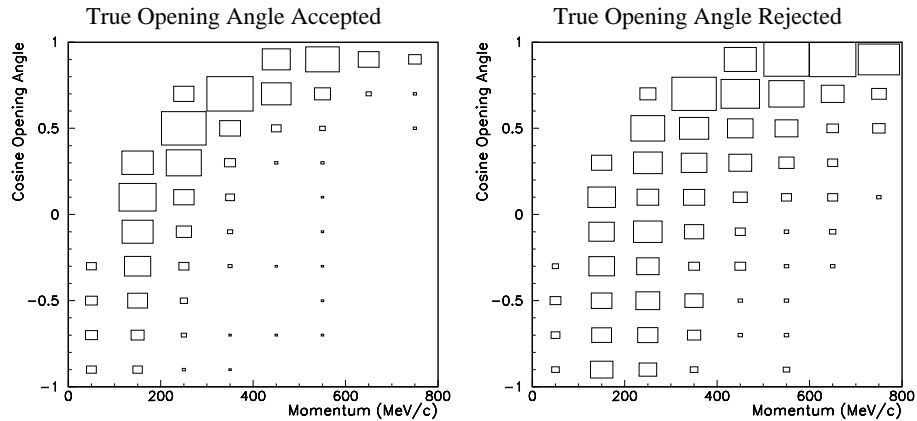 True Opening Angle Accepted
Cosine Opening Angle
1
0.5
0
−0.5
−1
0 200 400 600 800
Momentum (MeV/c)
True Opening Angle Rejected
Cosine Opening Angle
1
0.5
0
−0.5
−1
0 200 400 600 800
Momentum (MeV/c)